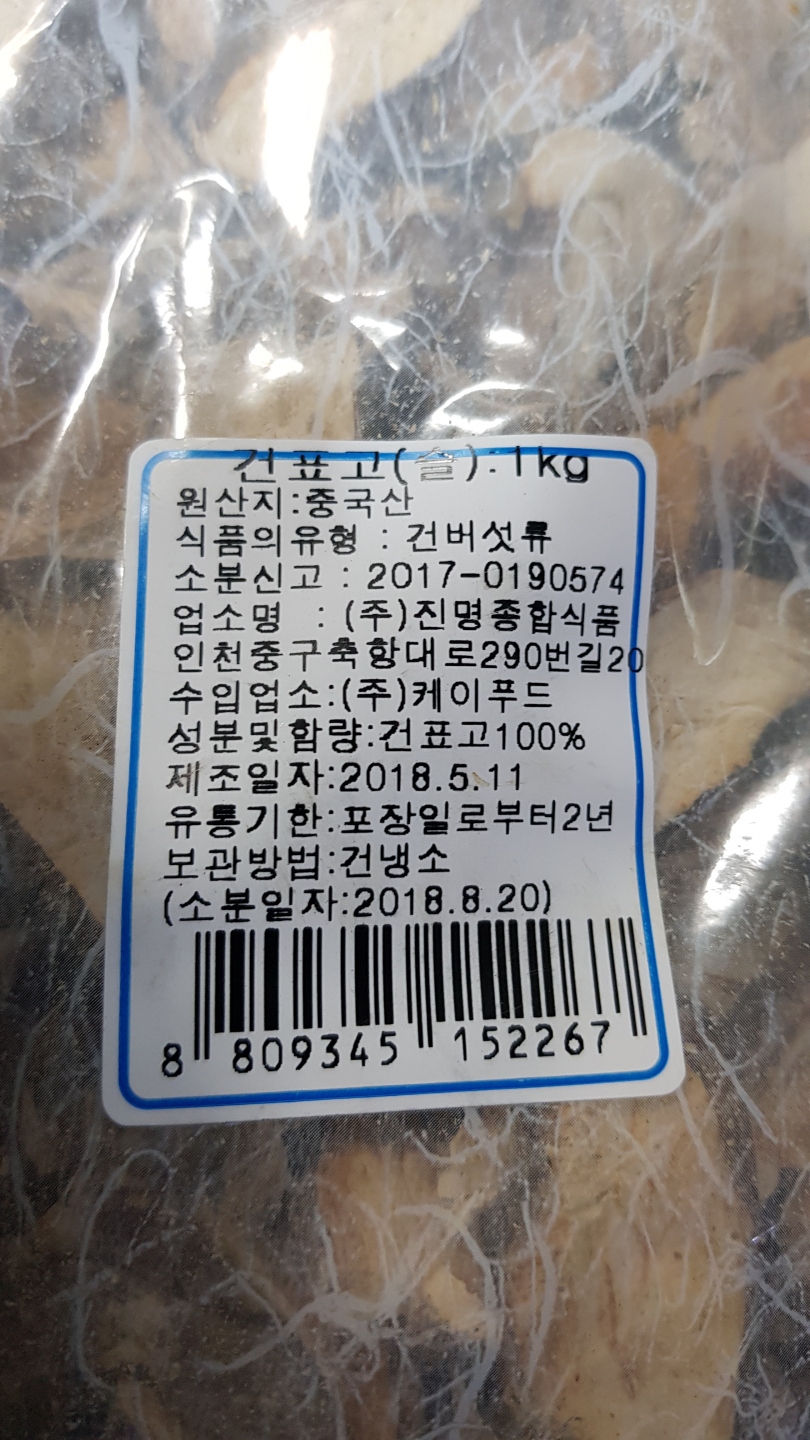 건표고(슬):1kg
원산지:중국산
식품의유형 : 건버섯류
소분신고 : 2017-0190574
업소명 : (주)진명종합식품
인천중구축항대로290번길20
수입업소:(주)케이푸드
성분및함량:건표고100%
제조일자:2018.5.11
유통기한:포장일로부터2년
보관방법:건냉소
(소분일자:2018.8.20)
8 809345 152267